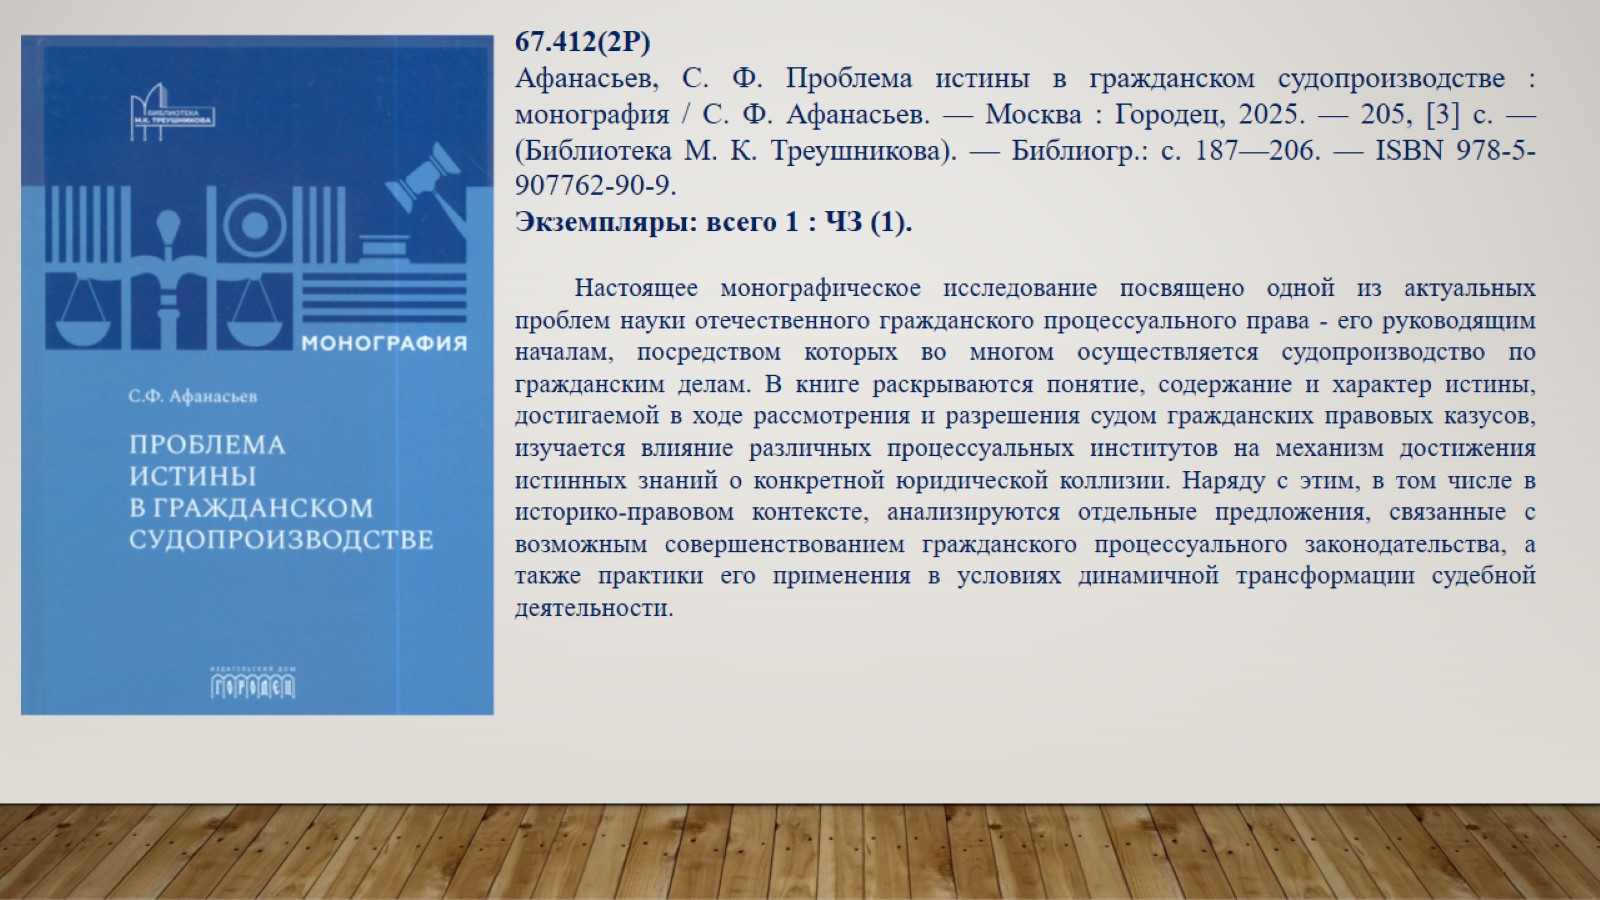 БИБЛИОТЕКА
М.К. ТРЕУШНИКОВА
МОНОГРАФИЯ
С.Ф. Афанасьев
ПРОБЛЕМА
ИСТИНЫ
В ГРАЖДАНСКОМ
СУДОПРОИЗВОДСТВЕ
ИЗДАТЕЛЬСКИЙ ДОМ
ГОРОДЕЦ
67.412(2Р)
Афанасьев, С. Ф. Проблема истины в гражданском судопроизводстве :
монография / С. Ф. Афанасьев. — Москва : Городец, 2025. — 205, [3] с. —
(Библиотека М. К. Треушникова). — Библиогр.: с. 187—206. — ISBN 978-5-
907762-90-9.
Экземпляры: всего 1 : ЧЗ (1).
Настоящее монографическое исследование посвящено одной из актуальных
проблем науки отечественного гражданского процессуального права - его руководящим
началам, посредством которых во многом осуществляется судопроизводство по
гражданским делам. В книге раскрываются понятие, содержание и характер истины,
достигаемой в ходе рассмотрения и разрешения судом гражданских правовых казусов,
изучается влияние различных процессуальных институтов на механизм достижения
истинных знаний о конкретной юридической коллизии. Наряду с этим, в том числе в
историко-правовом контексте, анализируются отдельные предложения, связанные с
возможным совершенствованием гражданского процессуального законодательства, а
также практики его применения в условиях динамичной трансформации судебной
деятельности.